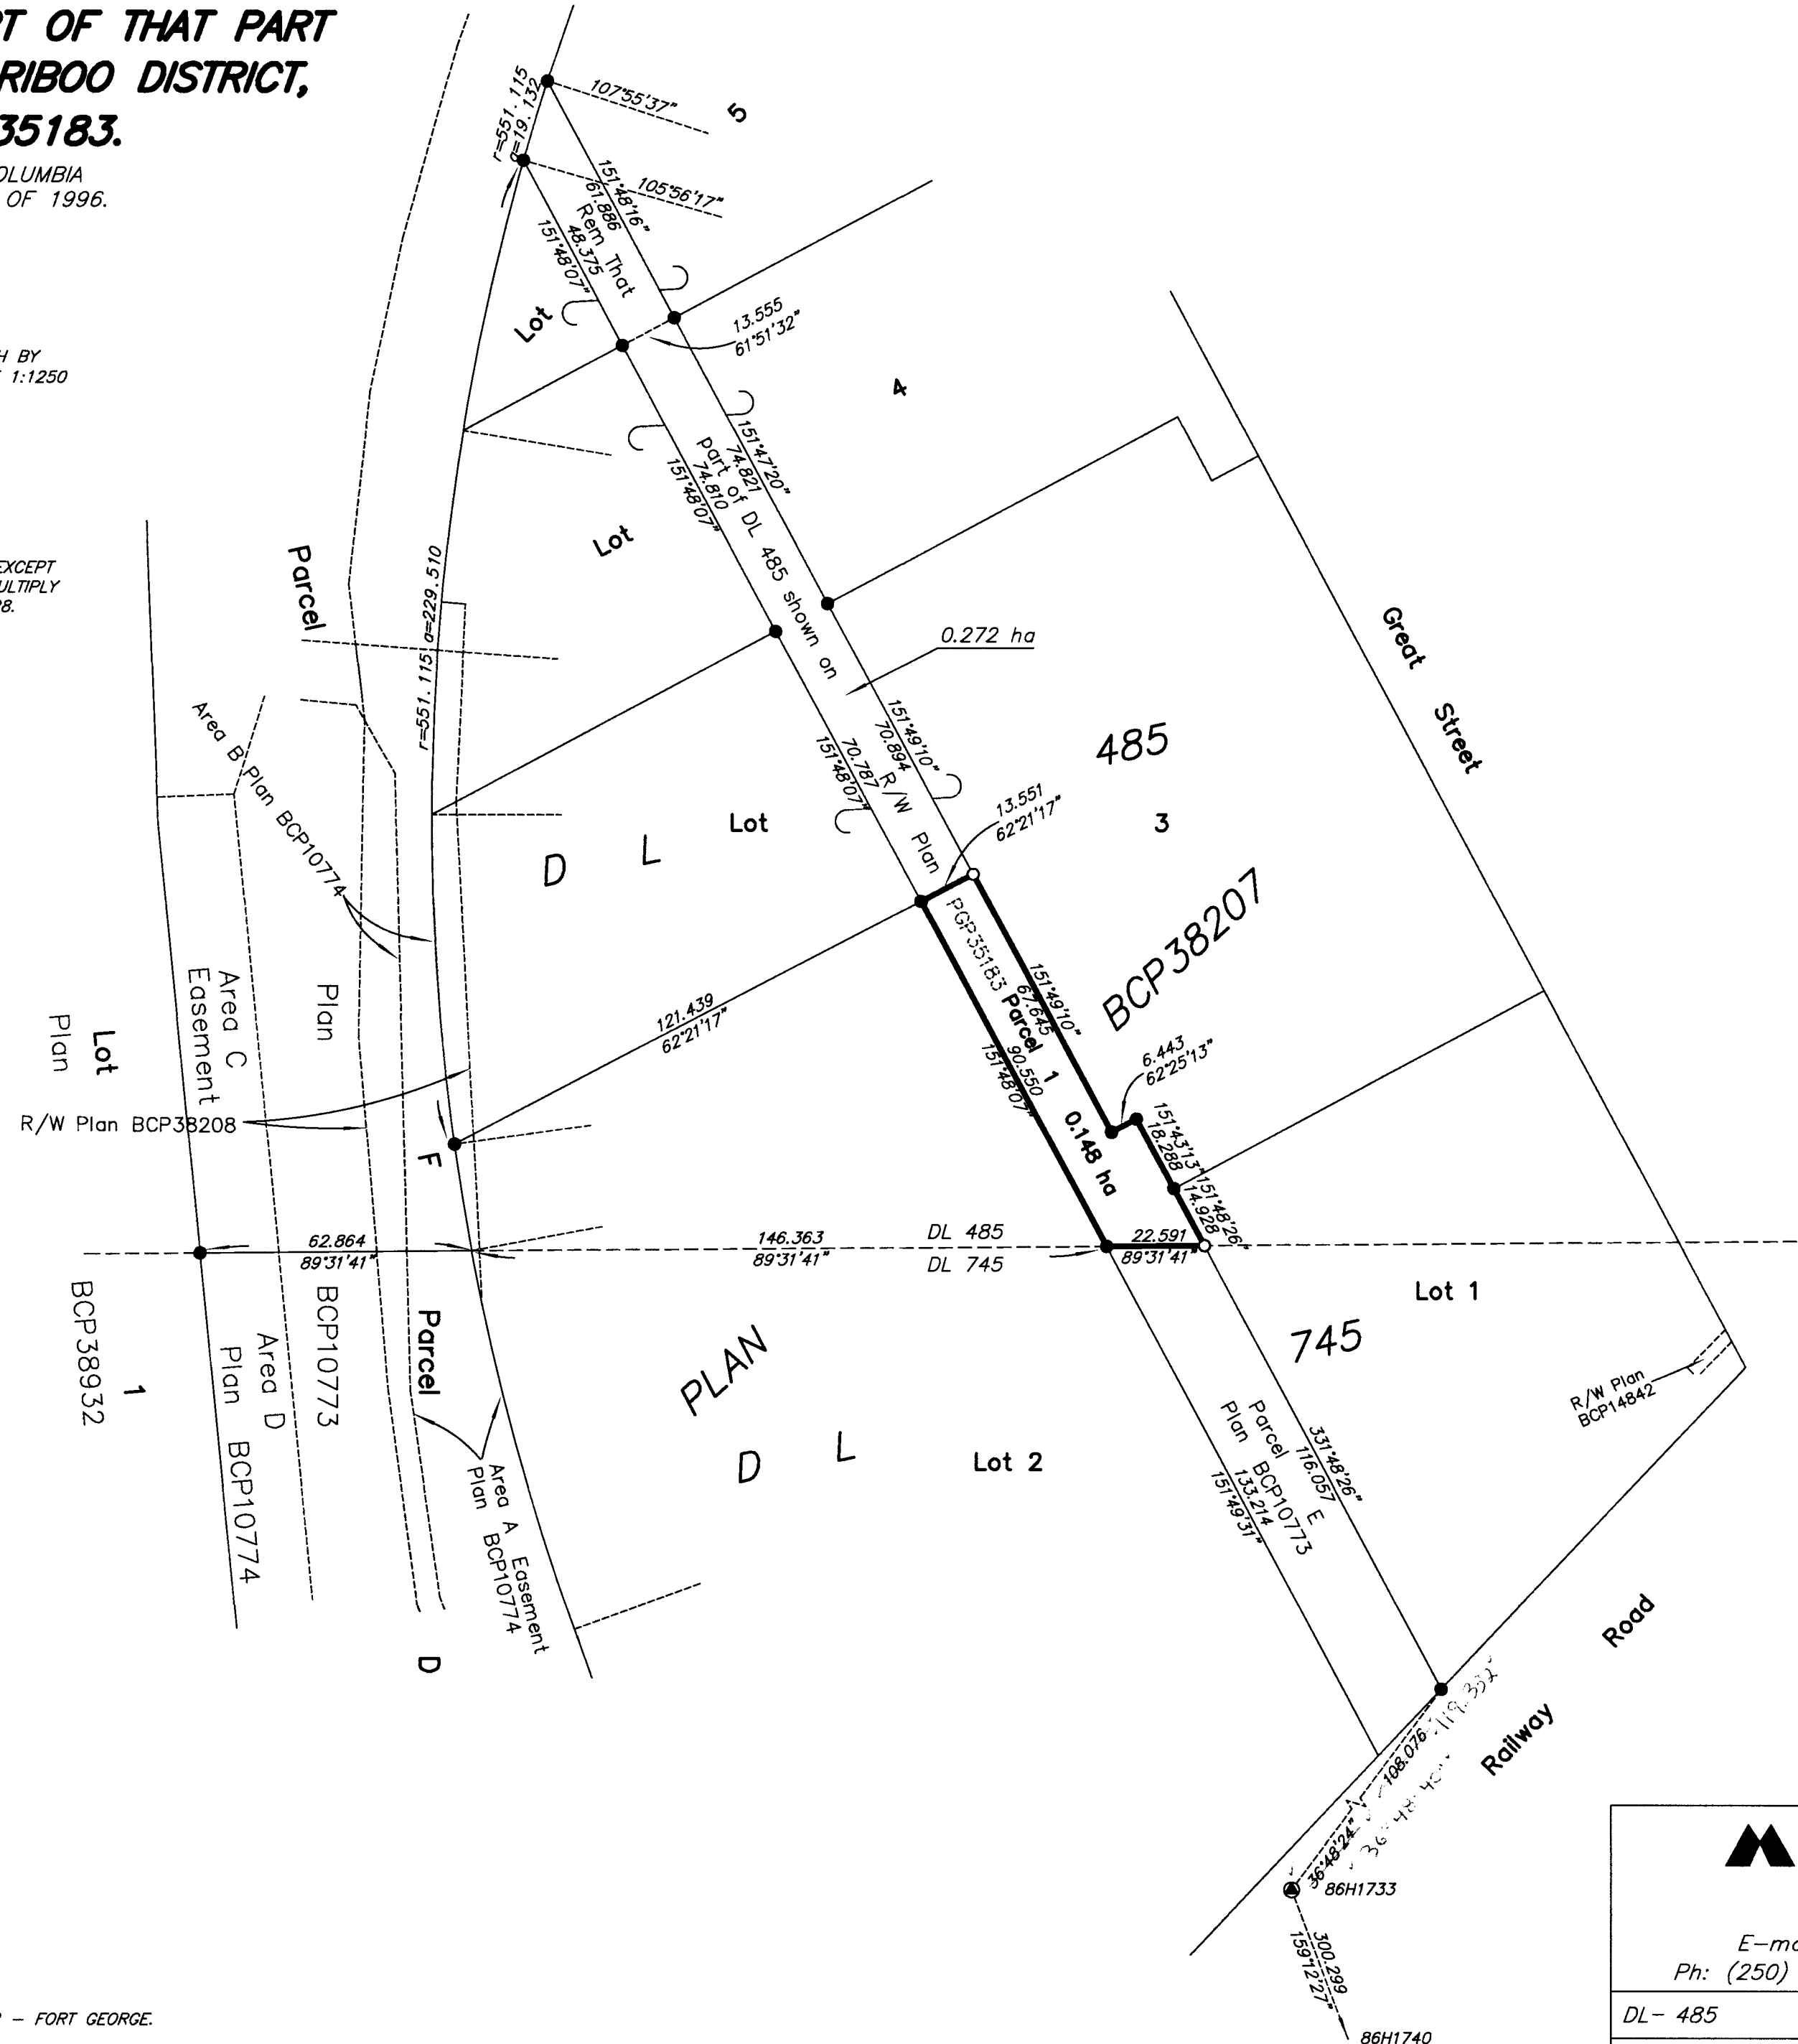 RT OF THAT PART
RIBOO DISTRICT,
35183.
OLUMBIA
OF 1996.
H BY
1:1250
EXCEPT
ULTIPLY
28.
r=551.115
a=19.132
107°55'37"
5
105°56'17"
151°48'16"
61.886
Rem That
48.375
151°48'07"
Lot
13.555
61°51'32"
4
151°47'20"
74.821
part of DL 485 shown on
74.810
151°48'07"
Lot
Parcel
r=551.115 a=229.510
0.272 ha
Great Street
Area B Plan BCP10774
151°49'10"
70.894
R/W Plan
70.787
151°48'07"
485
13.551
62°21'17"
Lot
3
D L
PGP35183
Parcel 1
0.148 ha
151°49'10"
67.645
90.550
151°48'07"
BCP38207
121.439
62°21'17"
6.443
62°25'13"
151°43'13"
18.288
151°48'26"
14.928
Area C
Easement
Plan
Lot
Plan
R/W Plan BCP38208
F
62.864
89°31'41"
146.363
89°31'41"
DL 485
DL 745
22.591
89°31'41"
Lot 1
745
BCP38932
1
Area D
Plan BCP10774
BCP10773
Parcel
D
PLAN
D L
Lot 2
Area A Easement
Plan BCP10774
331°48'26"
116.057
Parcel E
Plan BCP10773
133.214
151°49'31"
R/W Plan
BCP14842
Railway Road
108.076
119.332
36°48'24"
86H1733
300.299
159°12'27"
86H1740
E-ma
Ph: (250)
DL- 485
- FORT GEORGE.